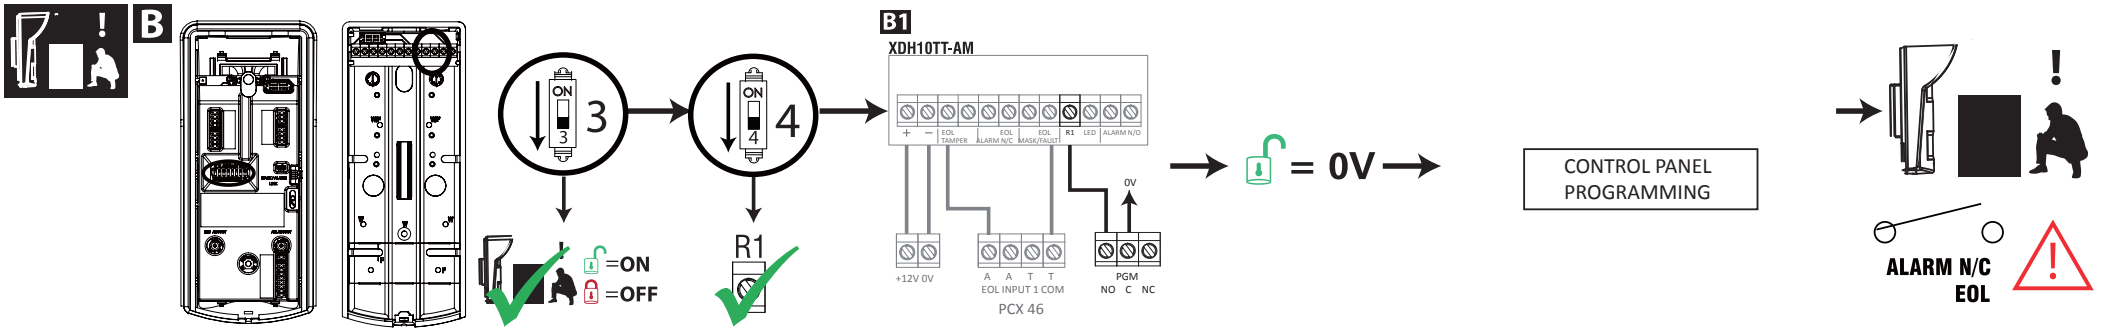 B
ON
3
3
ON
4
4
=ON
=OFF
R1
B1
XDH10TT-AM
+ − EOL TAMPER EOL ALARM N/C EOL MASK/FAULT R1 LED ALARM N/O
0V
+12V 0V
A A T T
EOL INPUT 1 COM
PCX 46
PGM
NO C NC
= 0V
CONTROL PANEL
PROGRAMMING
!
ALARM N/C
EOL
!